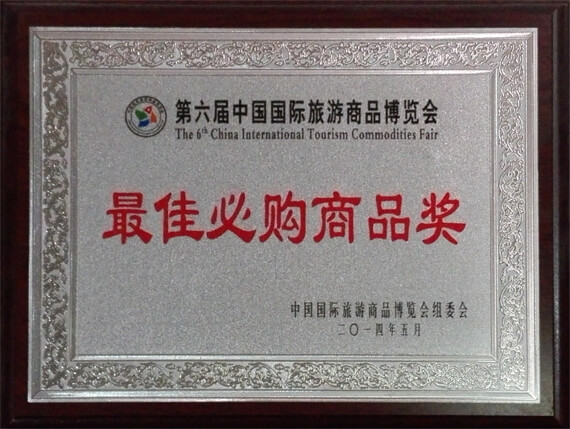 第六届中国国际旅游商品博览会
The 6th China International Tourism Commodities Fair
最佳必购商品奖
中国国际旅游商品博览会组委会
二〇一四年五月